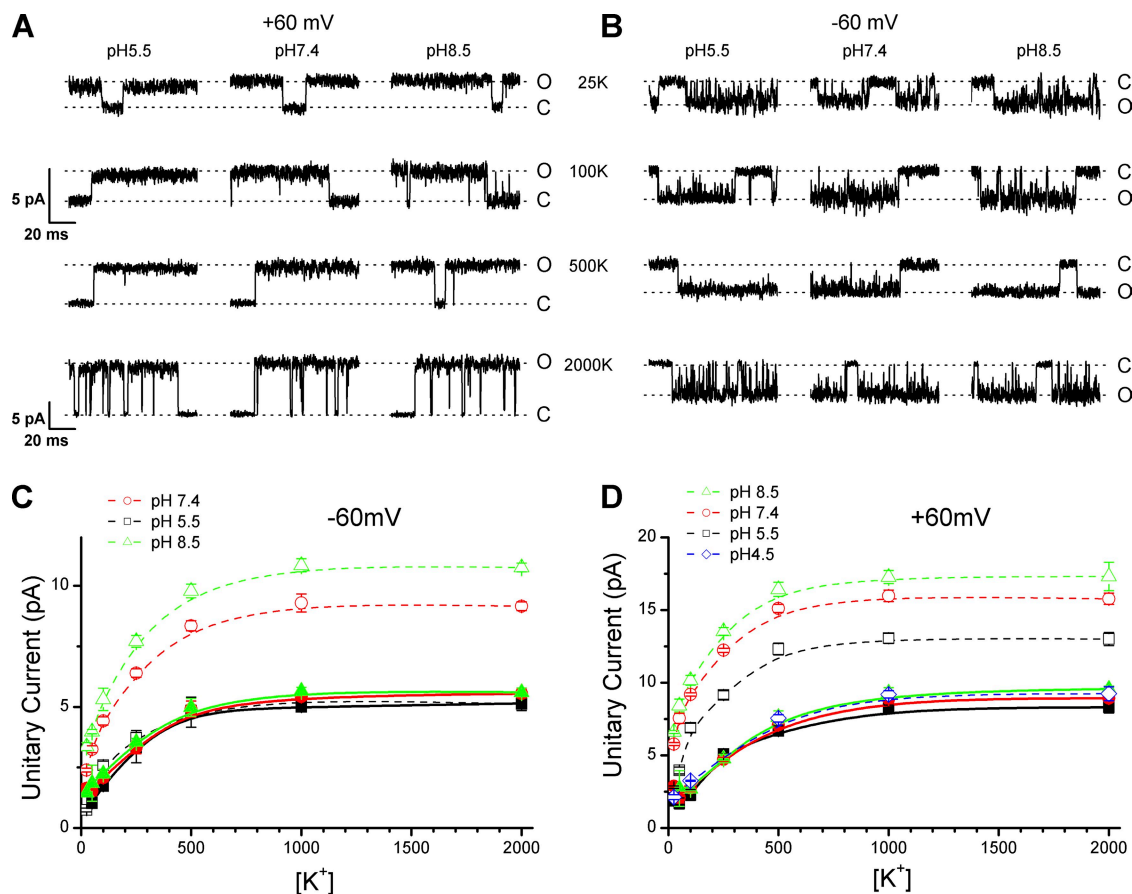 A
+60 mV
pH5.5 pH7.4 pH8.5
O
C
25K
O
C
100K
5 pA
20 ms
O
C
500K
O
C
2000K
5 pA
20 ms
B
-60 mV
pH5.5 pH7.4 pH8.5
C
O
C
O
C
O
C
O
C
-60mV
pH 7.4
pH 5.5
pH 8.5
Unitary Current (pA)
10
5
0
0 500 1000 1500 2000
[K+]
D
+60mV
pH 8.5
pH 7.4
pH 5.5
pH4.5
Unitary Current (pA)
20
15
10
5
0
0 500 1000 1500 2000
[K+]